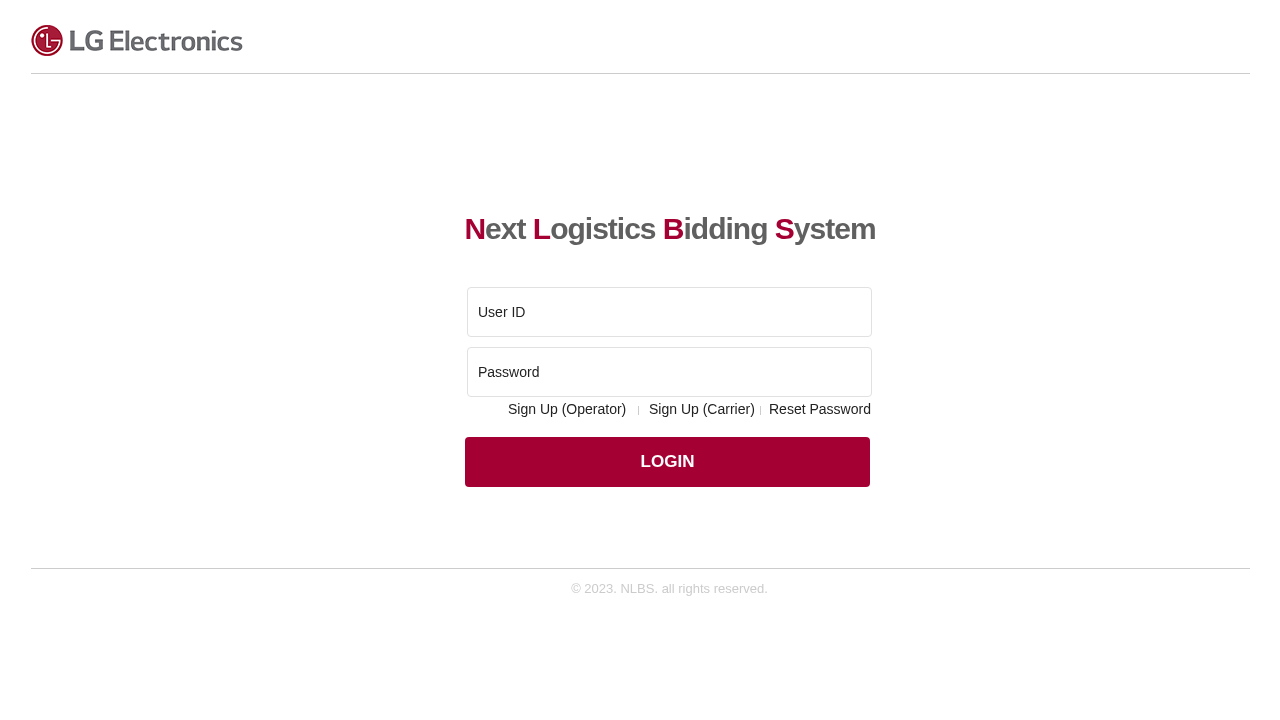 LG Electronics
Next Logistics Bidding System
User ID
Password
Sign Up (Operator) Sign Up (Carrier) Reset Password
LOGIN
© 2023. NLBS. all rights reserved.